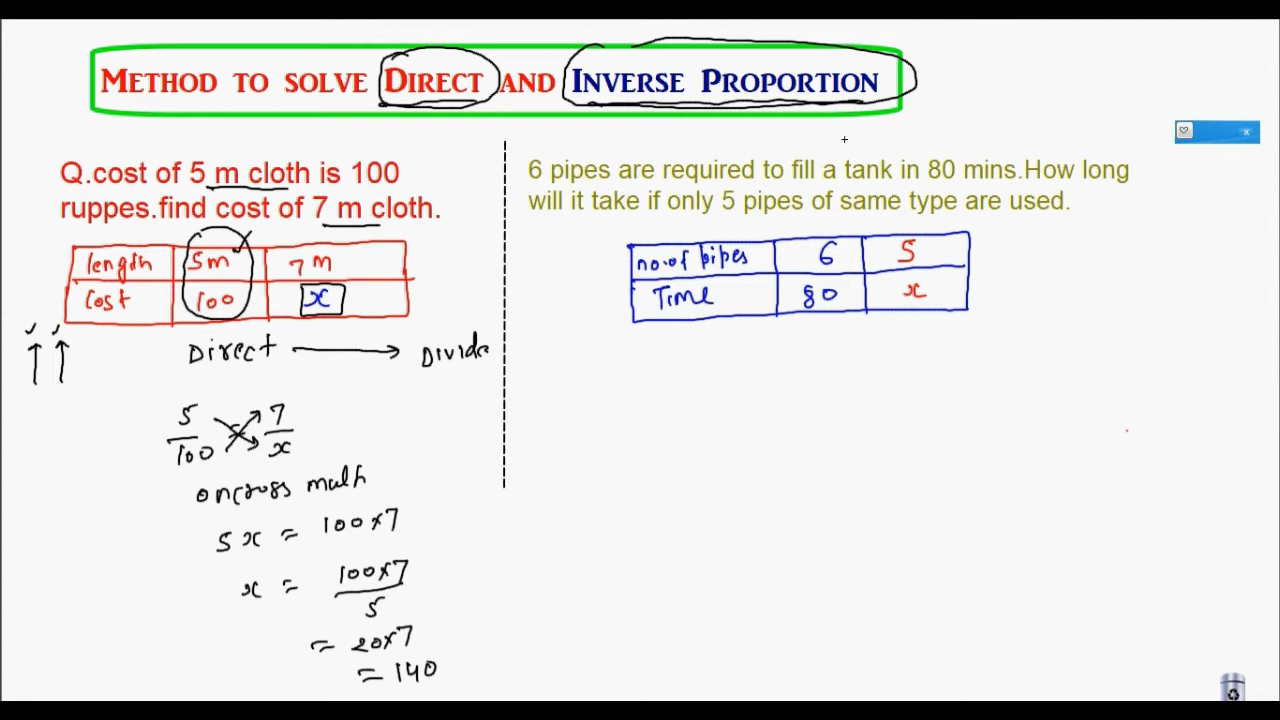 METHOD TO SOLVE DIRECT AND INVERSE PROPORTION
Q.cost of 5 m cloth is 100
ruppes.find cost of 7 m cloth.
length 5m 7 m
Cost 100 x
Direct Divide
5 7
100 = x
on cross mult
5x = 100×7
x = 100×7
5
= 20×7
= 140
6 pipes are required to fill a tank in 80 mins.How long
will it take if only 5 pipes of same type are used.
no.of pipes 6 5
Time 80 x
x